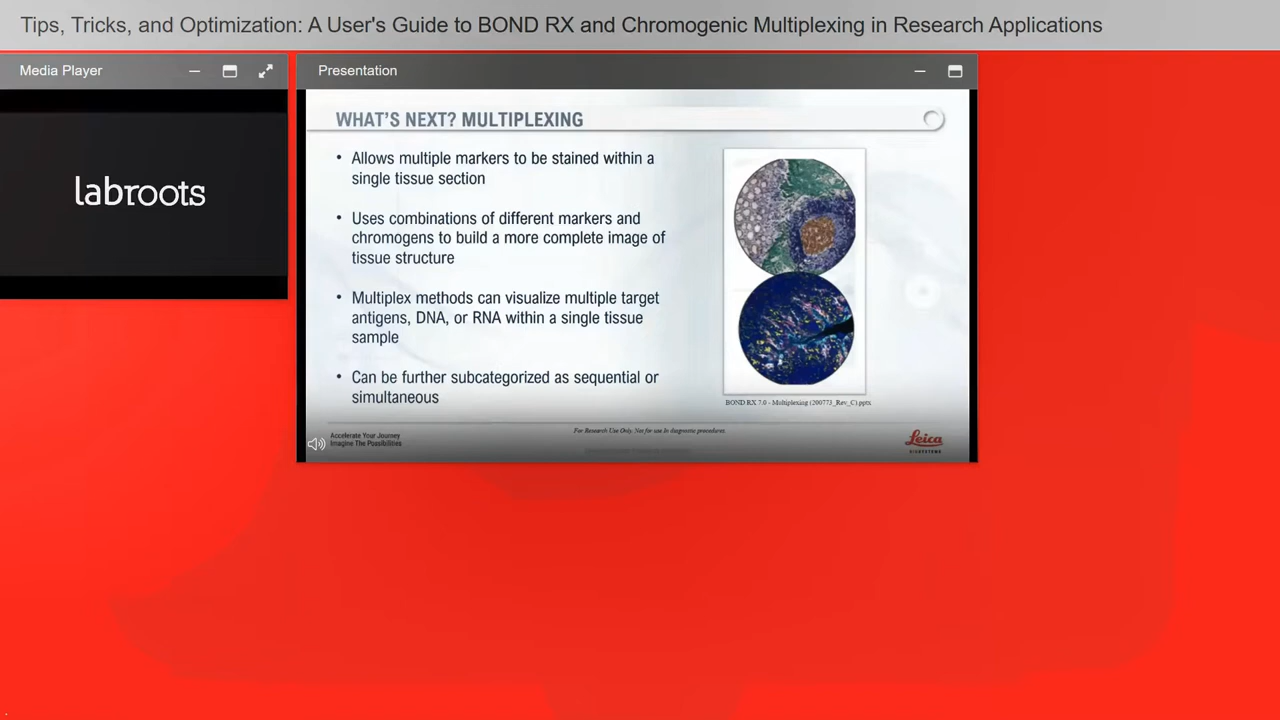 Tips, Tricks, and Optimization: A User's Guide to BOND RX and Chromogenic Multiplexing in Research Applications
Media Player
labroots
Presentation
WHAT'S NEXT? MULTIPLEXING
• Allows multiple markers to be stained within a
single tissue section
• Uses combinations of different markers and
chromogens to build a more complete image of
tissue structure
• Multiplex methods can visualize multiple target
antigens, DNA, or RNA within a single tissue
sample
• Can be further subcategorized as sequential or
simultaneous
BOND RX 7.0 - Multiplexing (200773_Rev_C).pptx
Accelerate Your Journey
Imagine The Possibilities
For Research Use Only. Not for use in diagnostic procedures.
Leica
BIOSYSTEMS